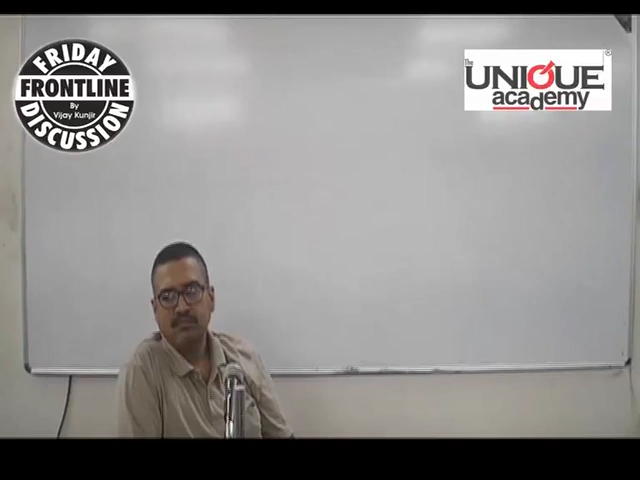 FRIDAY
FRONTLINE
By
Vijay Kunjir
DISCUSSION
The
UNIQUE
academy